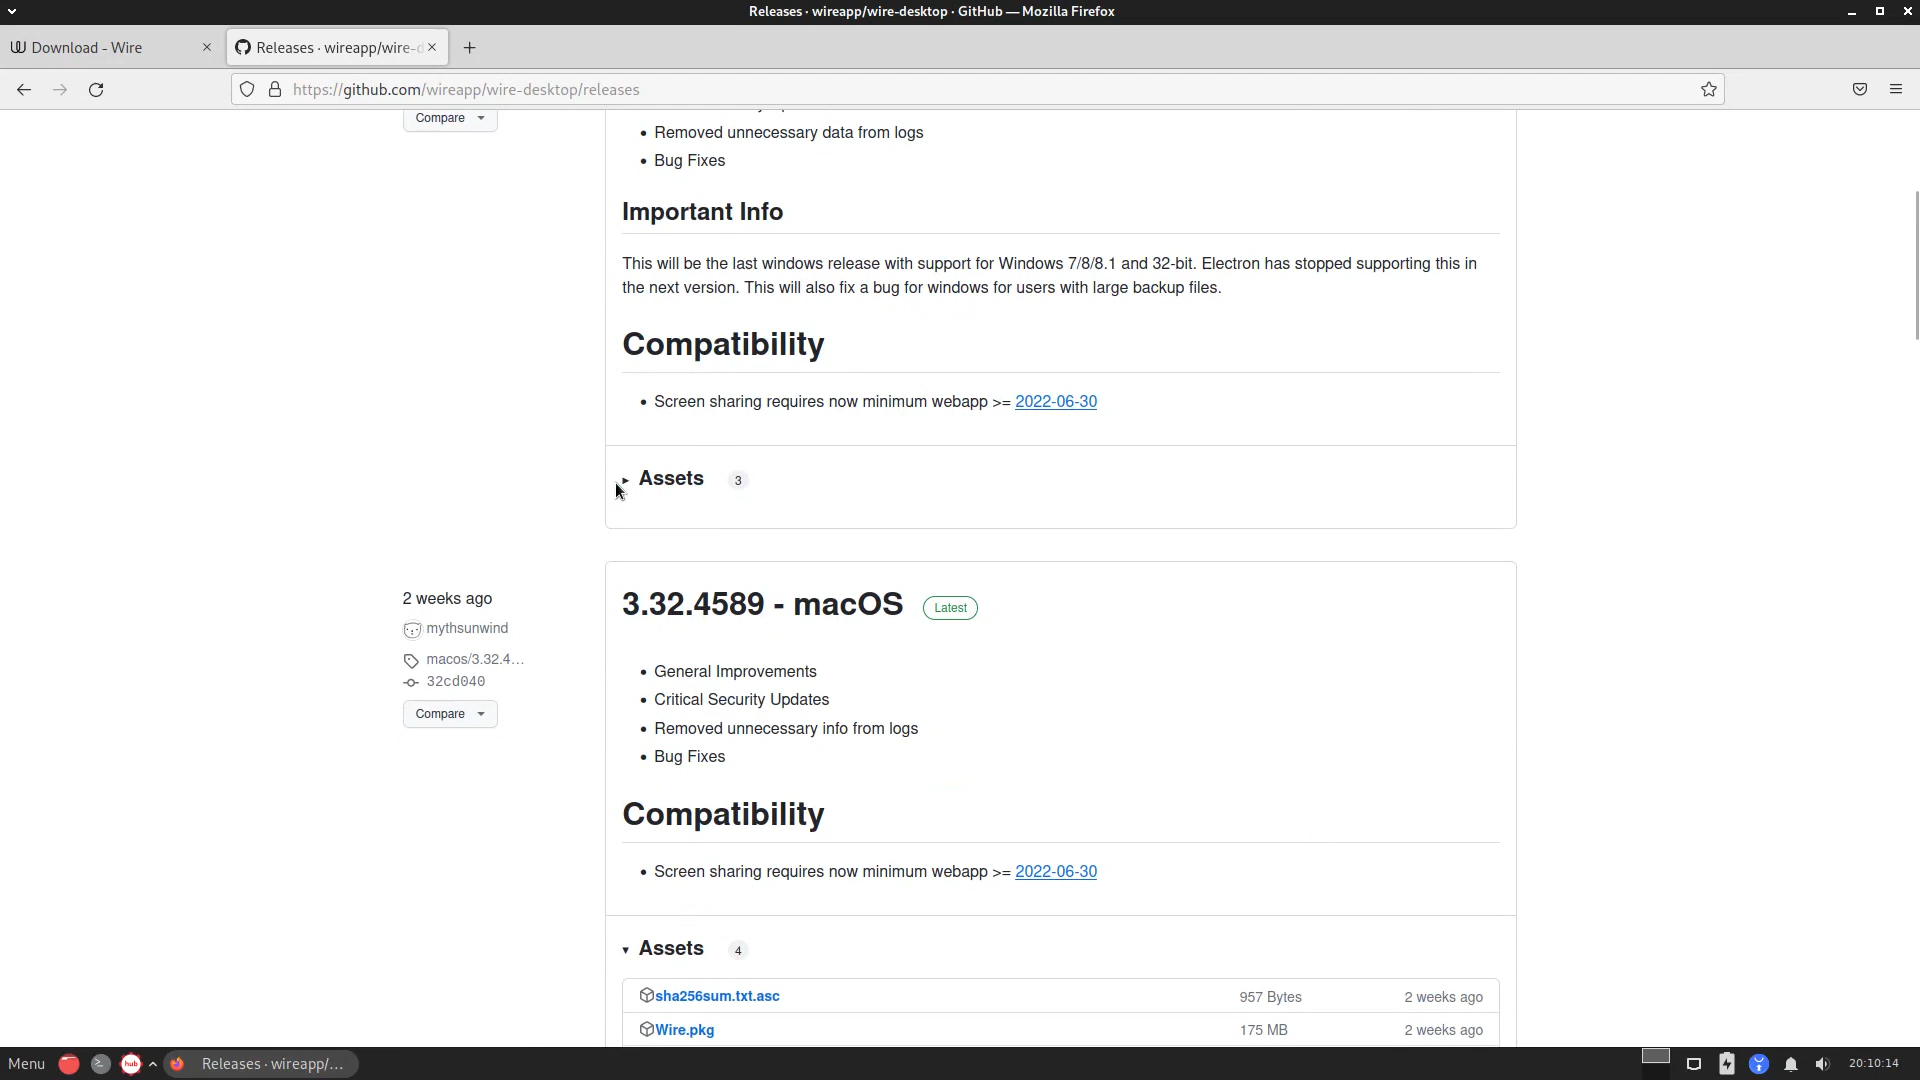 Releases · wireapp/wire-desktop · GitHub — Mozilla Firefox
Download - Wire
Releases · wireapp/wire-d
https://github.com/wireapp/wire-desktop/releases
Compare
Removed unnecessary data from logs
Bug Fixes
Important Info
This will be the last windows release with support for Windows 7/8/8.1 and 32-bit. Electron has stopped supporting this in
the next version. This will also fix a bug for windows for users with large backup files.
Compatibility
Screen sharing requires now minimum webapp >= 2022-06-30
Assets 3
2 weeks ago
mythsunwind
macos/3.32.4…
32cd040
Compare
3.32.4589 - macOS Latest
General Improvements
Critical Security Updates
Removed unnecessary info from logs
Bug Fixes
Compatibility
Screen sharing requires now minimum webapp >= 2022-06-30
Assets 4
sha256sum.txt.asc 957 Bytes 2 weeks ago
Wire.pkg 175 MB 2 weeks ago
Menu hub Releases · wireapp/... 20:10:14